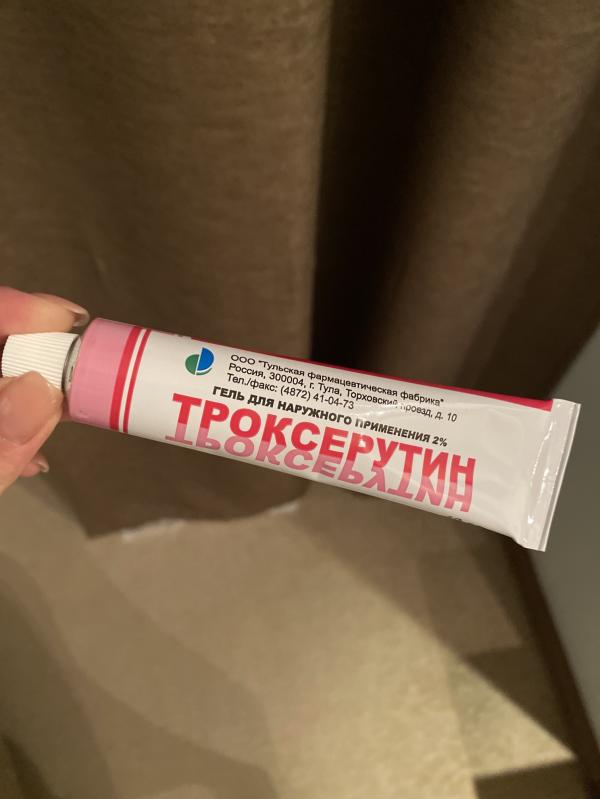 ООО "Тульская фармацевтическая фабрика"
Россия, 300004, г. Тула, Торховский проезд, д. 10
Тел./факс: (4872) 41-04-73
ГЕЛЬ ДЛЯ НАРУЖНОГО ПРИМЕНЕНИЯ 2%
ТРОКСЕРУТИН
ТРОКСЕРУТИН